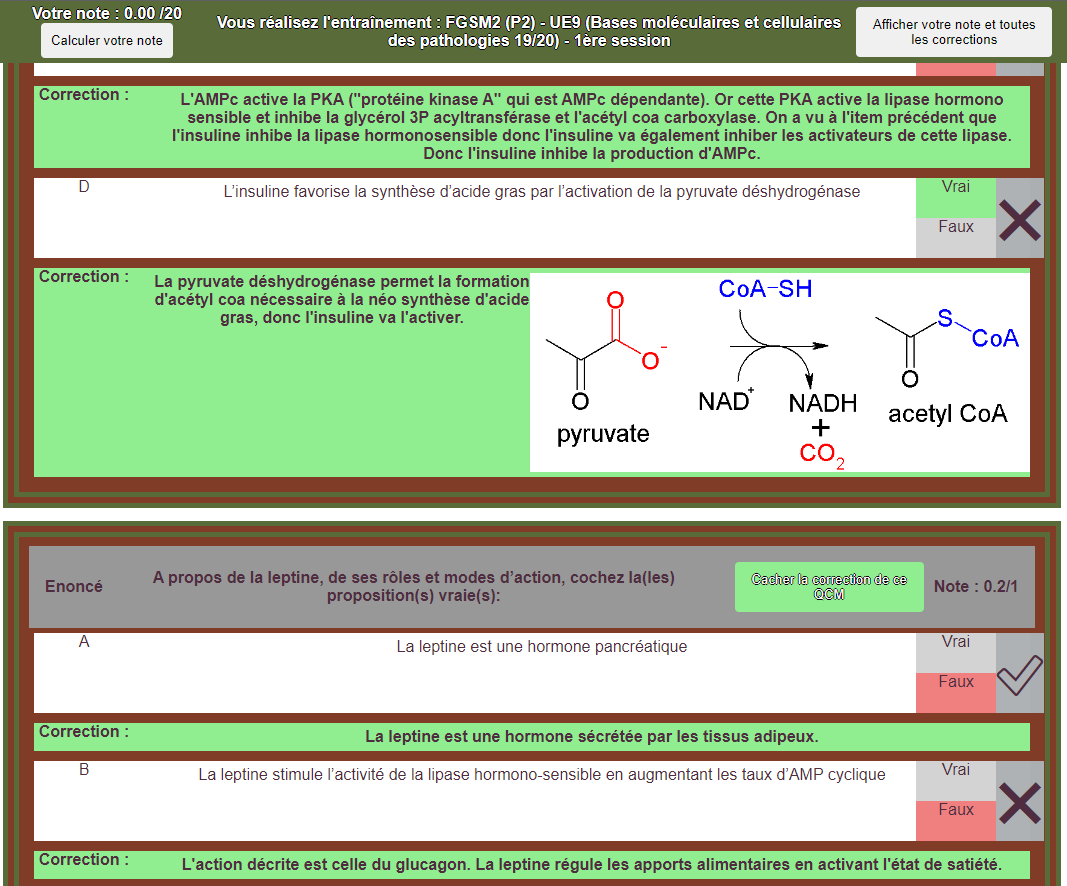 Votre note : 0.00 /20
Calculer votre note
Vous réalisez l'entraînement : FGSM2 (P2) - UE9 (Bases moléculaires et cellulaires
des pathologies 19/20) - 1ère session
Afficher votre note et toutes
les corrections
Correction :
L'AMPc active la PKA ("protéine kinase A" qui est AMPc dépendante). Or cette PKA active la lipase hormono
sensible et inhibe la glycérol 3P acyltransférase et l'acétyl coa carboxylase. On a vu à l'item précédent que
l'insuline inhibe la lipase hormonosensible donc l'insuline va également inhiber les activateurs de cette lipase.
Donc l'insuline inhibe la production d'AMPc.
D
L’insuline favorise la synthèse d’acide gras par l’activation de la pyruvate déshydrogénase
Vrai
Faux
Correction :
La pyruvate déshydrogénase permet la formation
d'acétyl coa nécessaire à la néo synthèse d'acide
gras, donc l'insuline va l'activer.
CoA-SH
O
O-
O
pyruvate
NAD+
NADH
+
CO2
S
CoA
O
acetyl CoA
Enoncé
A propos de la leptine, de ses rôles et modes d’action, cochez la(les)
proposition(s) vraie(s):
Cacher la correction de ce
QCM
Note : 0.2/1
A
La leptine est une hormone pancréatique
Vrai
Faux
Correction :
La leptine est une hormone sécrétée par les tissus adipeux.
B
La leptine stimule l’activité de la lipase hormono-sensible en augmentant les taux d’AMP cyclique
Vrai
Faux
Correction :
L'action décrite est celle du glucagon. La leptine régule les apports alimentaires en activant l'état de satiété.